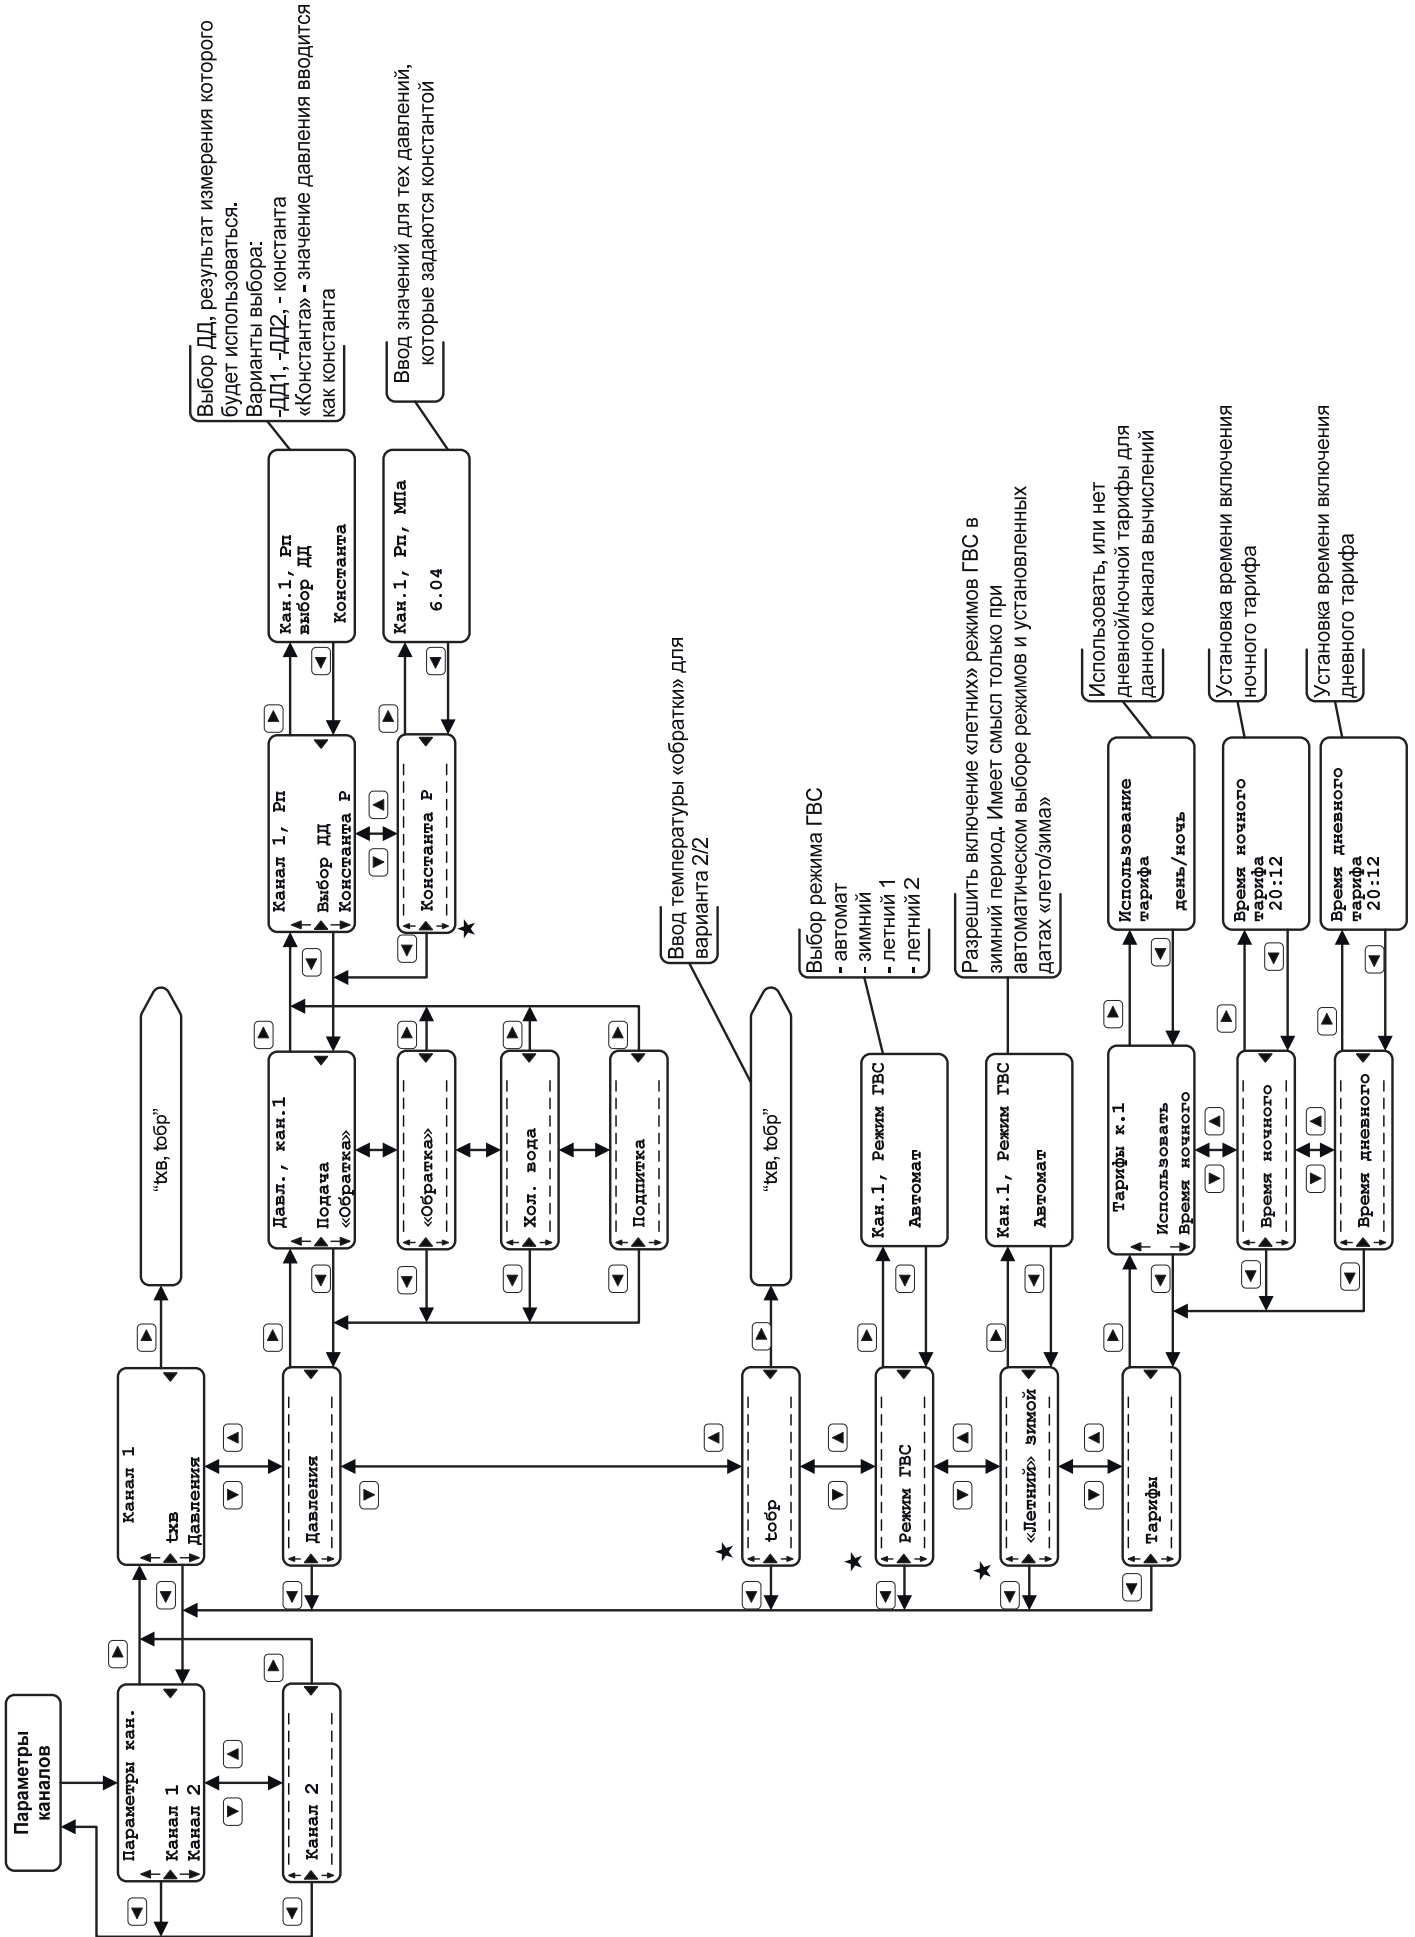 Параметры
каналов
Параметры кан.
Канал 1
Канал 2
Канал 2
Канал 1
tхв
Давления
“tхв, tобр”
Давления
Давл., кан.1
Подача
«Обратка»
«Обратка»
Хол. вода
Подпитка
Канал 1, Рп
Выбор ДД
Константа Р
Константа Р
Кан.1, Рп
выбор ДД
Константа
Кан.1, Рп, МПа
6.04
Выбор ДД, результат измерения которого
будет использоваться.
Варианты выбора:
-ДД1, -ДД2, - константа
«Константа» - значение давления вводится
как константа
Ввод значений для тех давлений,
которые задаются константой
tобр
“tхв, tобр”
Ввод температуры «обратки» для
варианта 2/2
Режим ГВС
Кан.1, Режим ГВС
Автомат
Выбор режима ГВС
- автомат
- зимний
- летний 1
- летний 2
«Летний» зимой
Кан.1, Режим ГВС
Автомат
Разрешить включение «летних» режимов ГВС в
зимний период. Имеет смысл только при
автоматическом выборе режимов и установленных
датах «лето/зима»
Тарифы
Тарифы к.1
Использовать
Время ночного
Время ночного
Время дневного
Использование
тарифа
день/ночь
Использовать, или нет
дневной/ночной тарифы для
данного канала вычислений
Время ночного
тарифа
20:12
Установка времени включения
ночного тарифа
Время дневного
тарифа
20:12
Установка времени включения
дневного тарифа